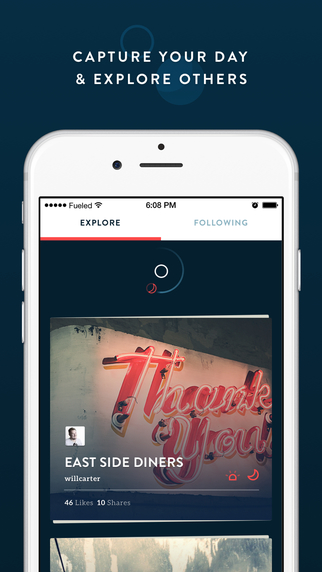 CAPTURE YOUR DAY
& EXPLORE OTHERS
Fueled 6:08 PM
EXPLORE FOLLOWING
Thank
You!
EAST SIDE DINERS
willcarter
46 Likes 10 Shares